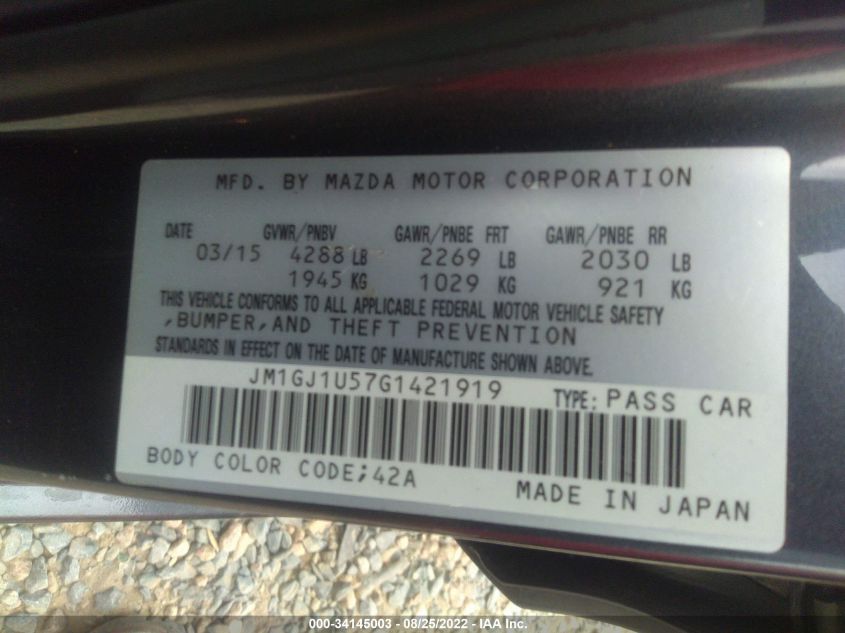 MFD. BY MAZDA MOTOR CORPORATION
DATE GVWR/PNBV GAWR/PNBE FRT GAWR/PNBE RR
03/15 4288 LB 2269 LB 2030 LB
1945 KG 1029 KG 921 KG
THIS VEHICLE CONFORMS TO ALL APPLICABLE FEDERAL MOTOR VEHICLE SAFETY
,BUMPER,AND THEFT PREVENTION
STANDARDS IN EFFECT ON THE DATE OF MANUFACTURE SHOWN ABOVE.
JM1GJ1U57G1421919 TYPE: PASS CAR
BODY COLOR CODE;42A
MADE IN JAPAN
000-34145003 - 08/25/2022 - IAA Inc.